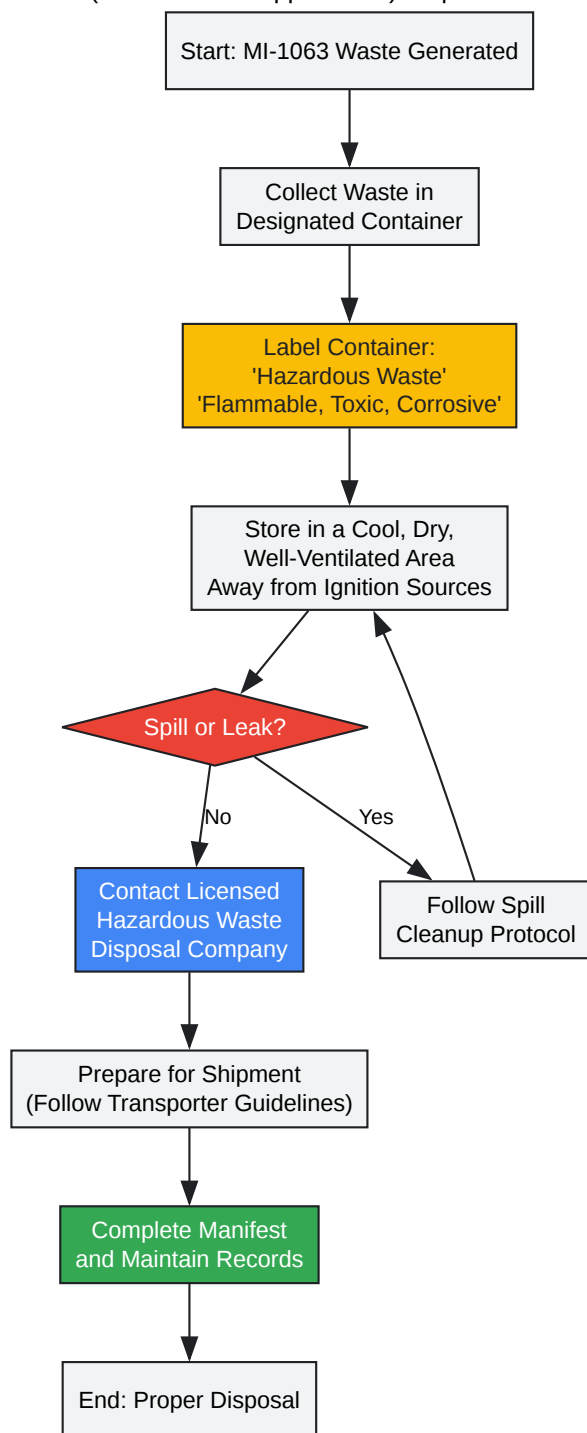 Start: MI-1063 Waste Generated
Collect Waste in
Designated Container
Label Container:
'Hazardous Waste'
'Flammable, Toxic, Corrosive'
Store in a Cool, Dry,
Well-Ventilated Area
Away from Ignition Sources
Spill or Leak?
No
Yes
Contact Licensed
Hazardous Waste
Disposal Company
Follow Spill
Cleanup Protocol
Prepare for Shipment
(Follow Transporter Guidelines)
Complete Manifest
and Maintain Records
End: Proper Disposal